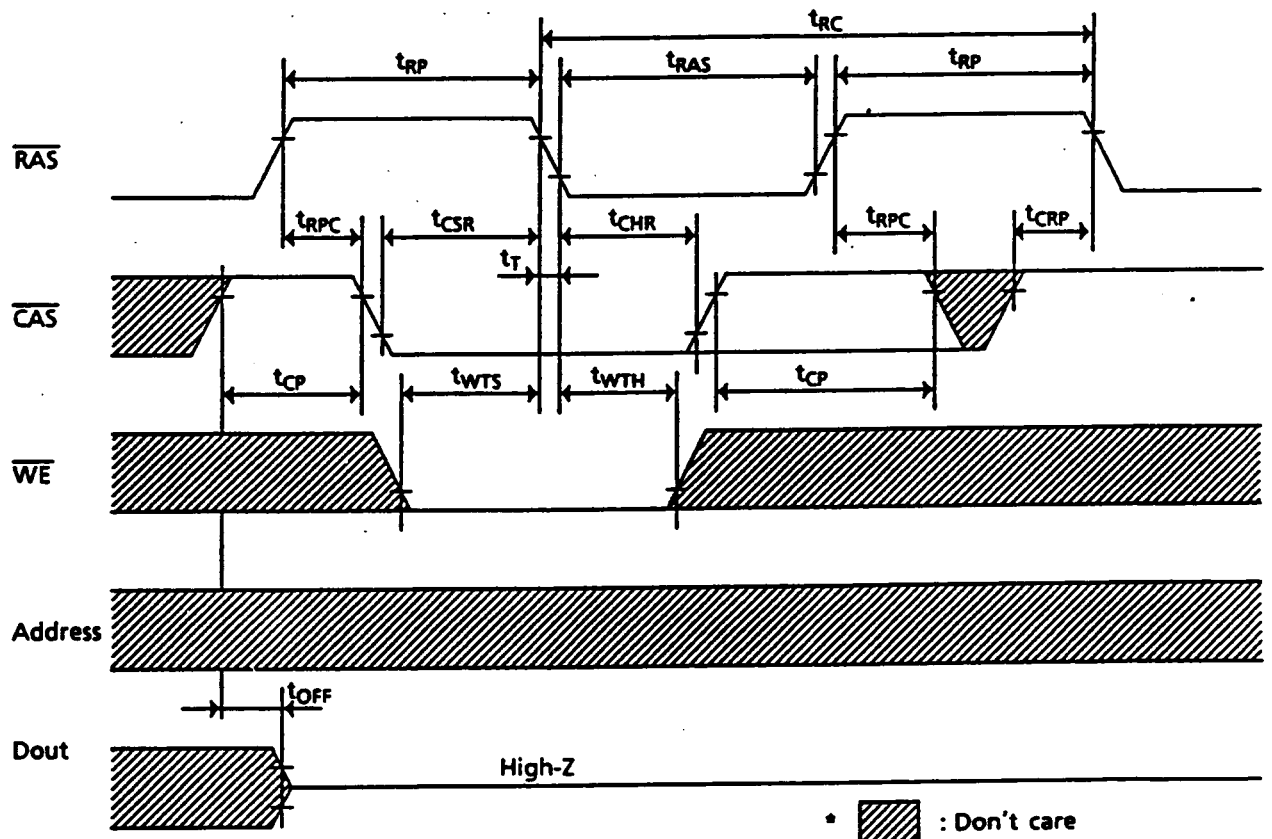 tRC
tRP
tRAS
tRP
RAS
tRPC
tCSR
tCHR
tRPC
tCRP
tT
CAS
tCP
tWTS
tWTH
tCP
WE
Address
tOFF
Dout
High-Z
* : Don't care